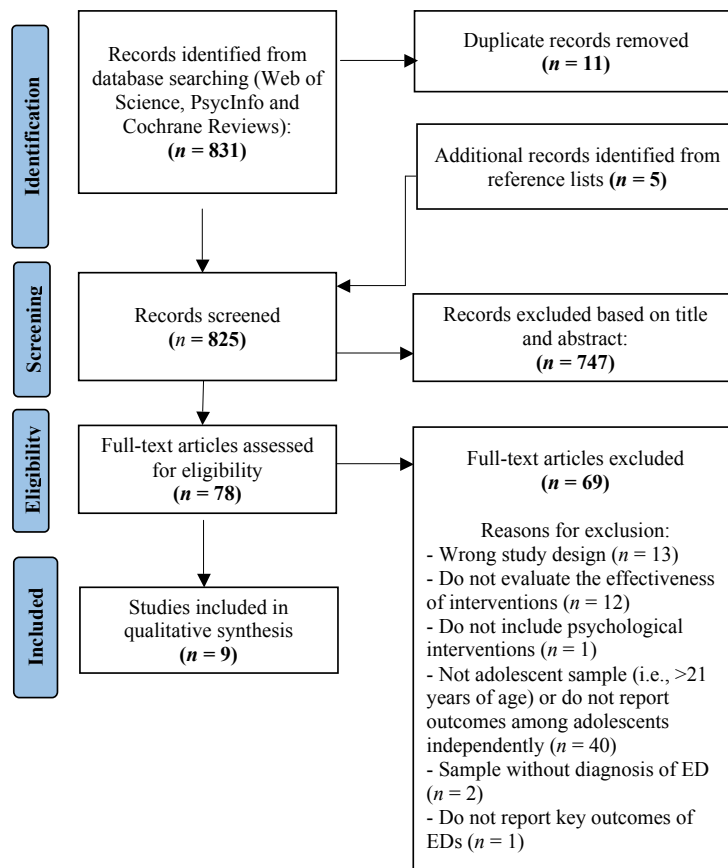 Identification
Records identified from
database searching (Web of
Science, PsycInfo and
Cochrane Reviews):
(n = 831)
Duplicate records removed
(n = 11)
Additional records identified from
reference lists (n = 5)
Screening
Records screened
(n = 825)
Records excluded based on title
and abstract:
(n = 747)
Eligibility
Full-text articles assessed
for eligibility
(n = 78)
Full-text articles excluded
(n = 69)
Reasons for exclusion:
- Wrong study design (n = 13)
- Do not evaluate the effectiveness
of interventions (n = 12)
- Do not include psychological
interventions (n = 1)
- Not adolescent sample (i.e., >21
years of age) or do not report
outcomes among adolescents
independently (n = 40)
- Sample without diagnosis of ED
(n = 2)
- Do not report key outcomes of
EDs (n = 1)
Included
Studies included in
qualitative synthesis
(n = 9)